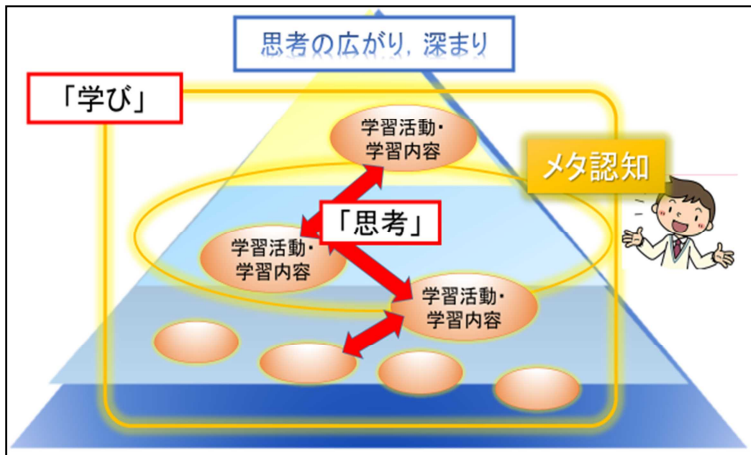 思考の広がり，深まり
「学び」
学習活動・
学習内容
メタ認知
「思考」
学習活動・
学習内容
学習活動・
学習内容